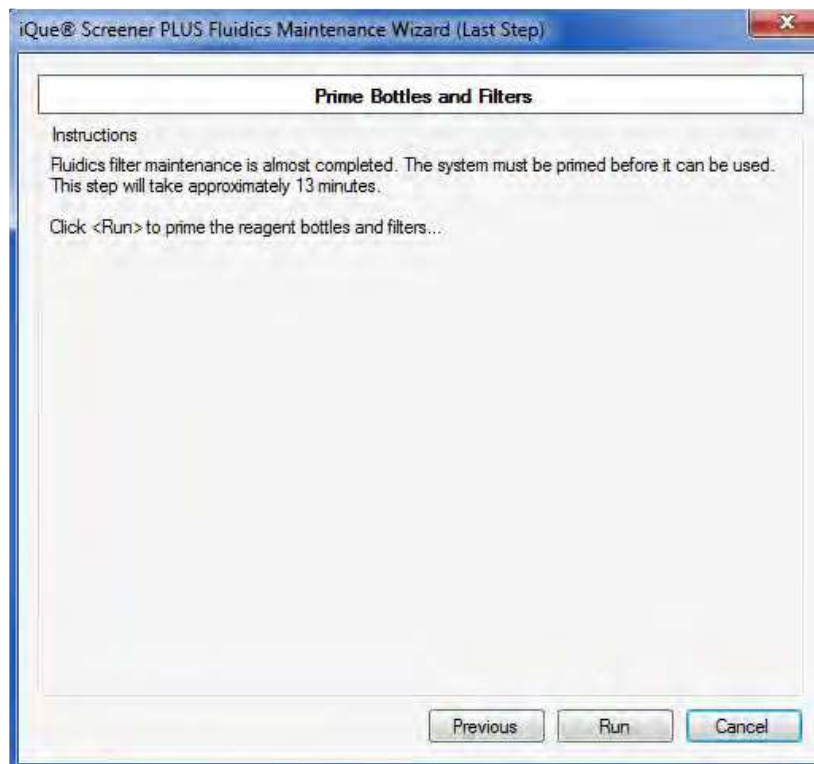 iQue® Screener PLUS Fluidics Maintenance Wizard (Last Step)
Prime Bottles and Filters
Instructions
Fluidics filter maintenance is almost completed. The system must be primed before it can be used.
This step will take approximately 13 minutes.
Click <Run> to prime the reagent bottles and filters...
Previous Run Cancel